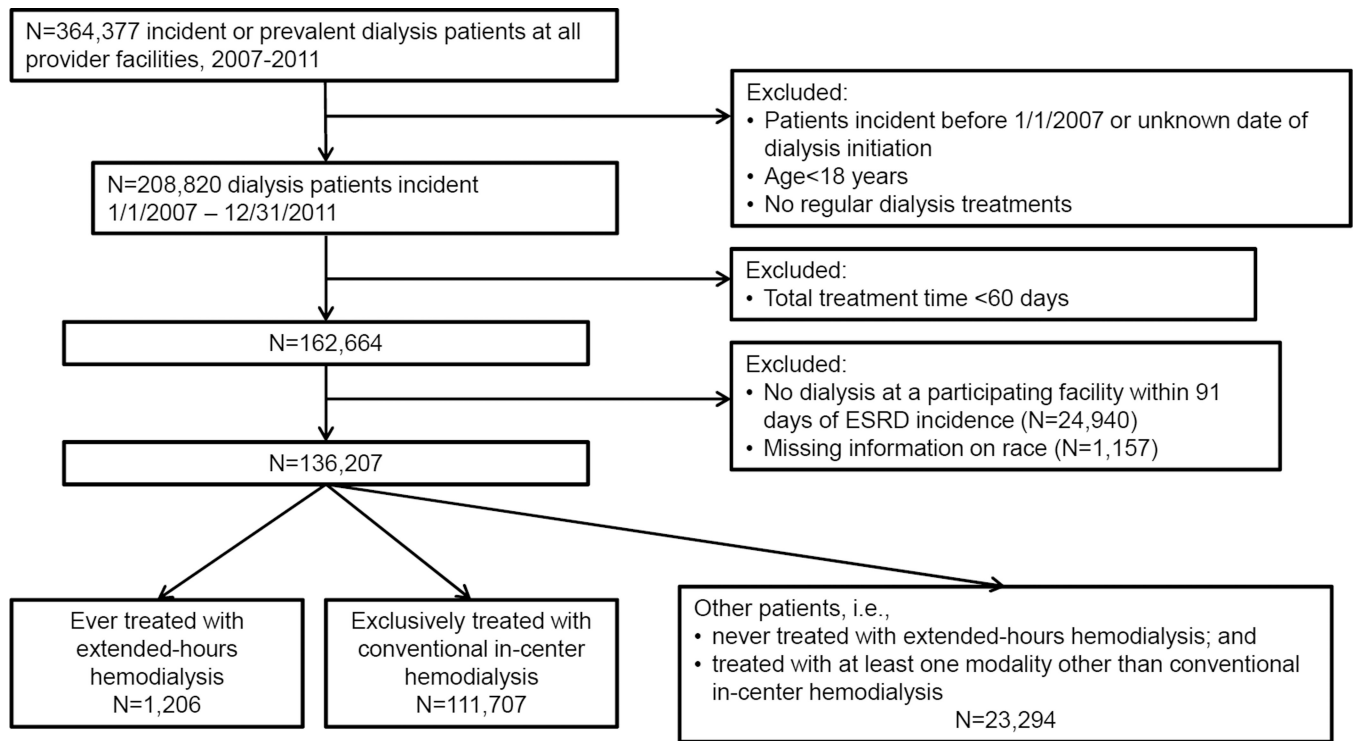 N=364,377 incident or prevalent dialysis patients at all
provider facilities, 2007-2011
Excluded:
• Patients incident before 1/1/2007 or unknown date of
dialysis initiation
• Age<18 years
• No regular dialysis treatments
N=208,820 dialysis patients incident
1/1/2007 – 12/31/2011
Excluded:
• Total treatment time <60 days
N=162,664
Excluded:
• No dialysis at a participating facility within 91
days of ESRD incidence (N=24,940)
• Missing information on race (N=1,157)
N=136,207
Ever treated with
extended-hours
hemodialysis
N=1,206
Exclusively treated with
conventional in-center
hemodialysis
N=111,707
Other patients, i.e.,
• never treated with extended-hours hemodialysis; and
• treated with at least one modality other than conventional
in-center hemodialysis
N=23,294